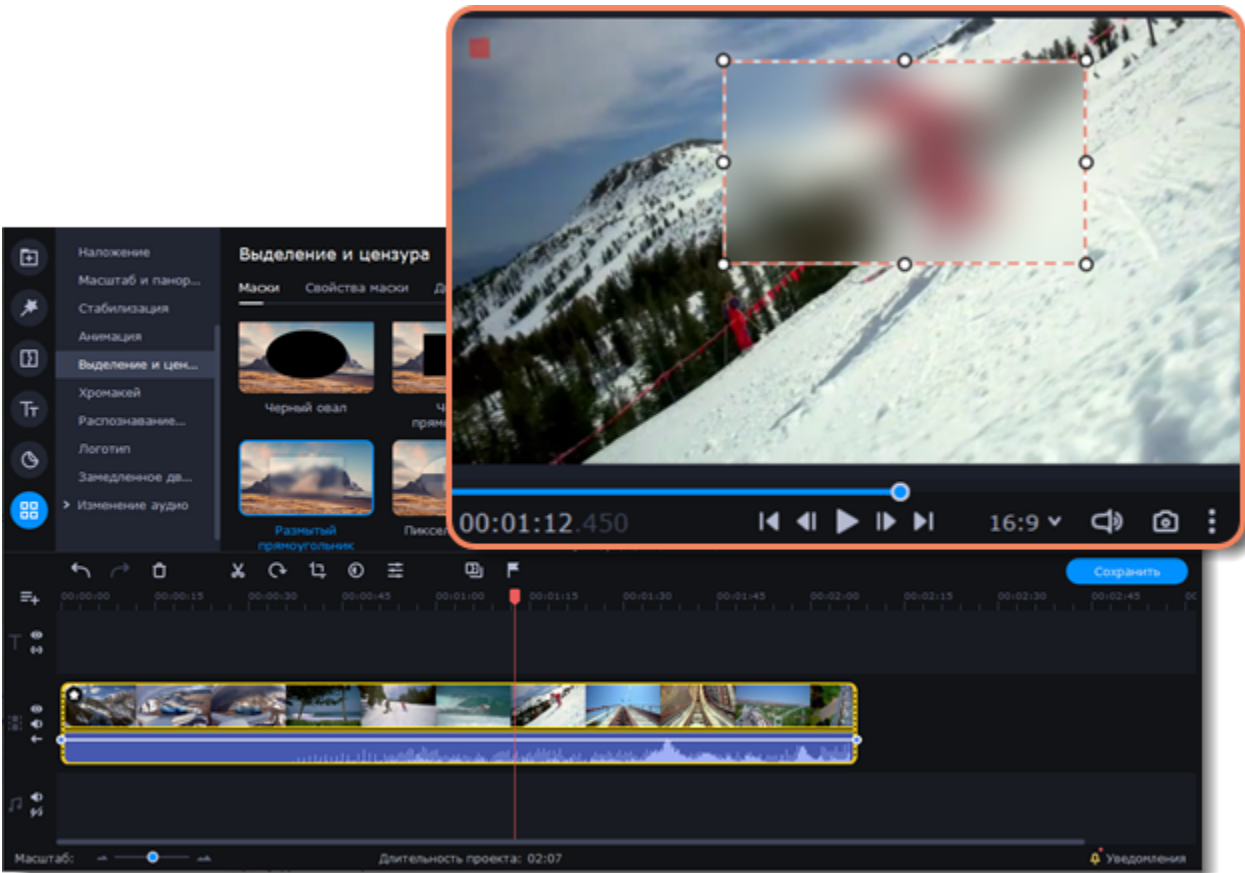 Наложение
Масштаб и панор...
Стабилизация
Анимация
Выделение и цен...
Хромакей
Распознавание...
Логотип
Замедленное дв...
Изменение аудио
Выделение и цензура
Маски Свойства маски
Черный овал
Размытый
прямоугольник
Пиксел
00:01:12.450
16:9
Сохранить
00:00:00 00:00:15 00:00:30 00:00:45 00:01:00 00:01:15 00:01:30 00:01:45 00:02:00 00:02:15 00:02:30 00:02:45
Масштаб: Длительность проекта: 02:07 Уведомления